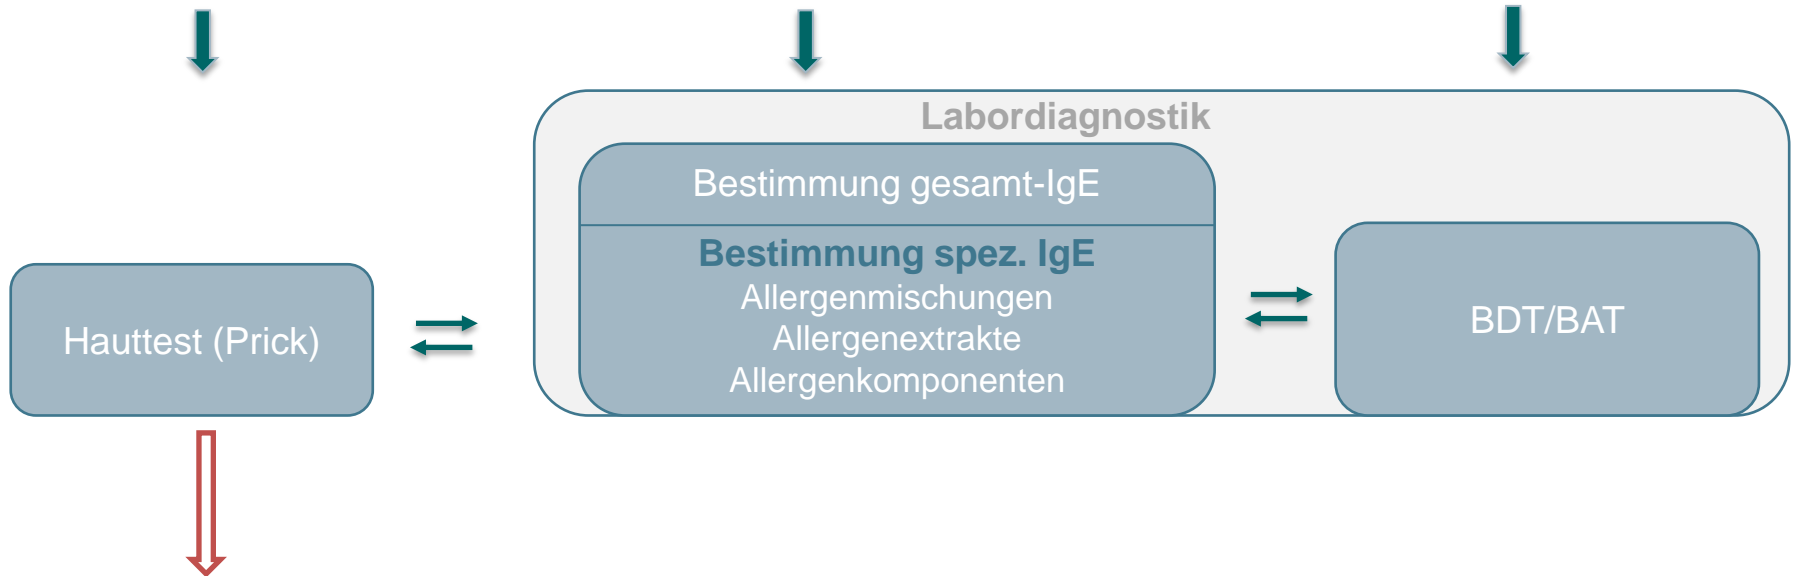 Labordiagnostik
Bestimmung gesamt-IgE
Bestimmung spez. IgE
Allergenmischungen
Allergenextrakte
Allergenkomponenten
Hauttest (Prick)
BDT/BAT